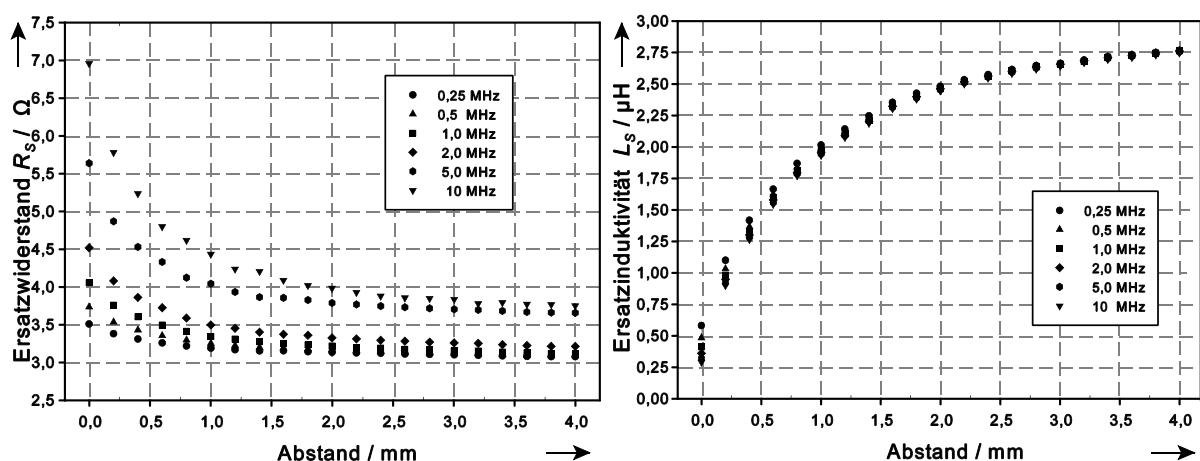 Ersatzwiderstand Rs / Ω
7,5
7,0
6,5
6,0
5,5
5,0
4,5
4,0
3,5
3,0
2,5
0,25 MHz
0,5 MHz
1,0 MHz
2,0 MHz
5,0 MHz
10 MHz
0,0 0,5 1,0 1,5 2,0 2,5 3,0 3,5 4,0
Abstand / mm
Ersatzinduktivität Ls / µH
3,00
2,75
2,50
2,25
2,00
1,75
1,50
1,25
1,00
0,75
0,50
0,25
0,00
0,25 MHz
0,5 MHz
1,0 MHz
2,0 MHz
5,0 MHz
10 MHz
0,0 0,5 1,0 1,5 2,0 2,5 3,0 3,5 4,0
Abstand / mm